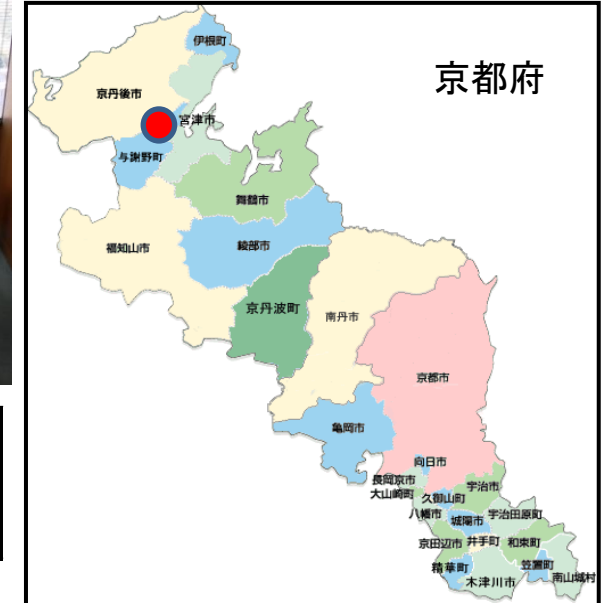 京都府
伊根町
京丹後市
宮津市
与謝野町
舞鶴市
福知山市
綾部市
京丹波町
南丹市
京都市
亀岡市
向日市
長岡京市
大山崎町
宇治市
久御山町
八幡市
城陽市
宇治田原町
京田辺市
井手町
和束町
精華町
笠置町
木津川市
南山城村